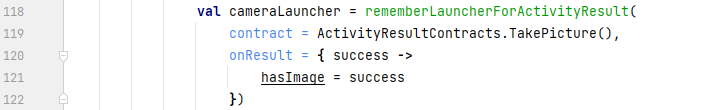 118 val cameraLauncher = rememberLauncherForActivityResult(
119 contract = ActivityResultContracts.TakePicture(),
120 onResult = { success ->
121 hasImage = success
122 })